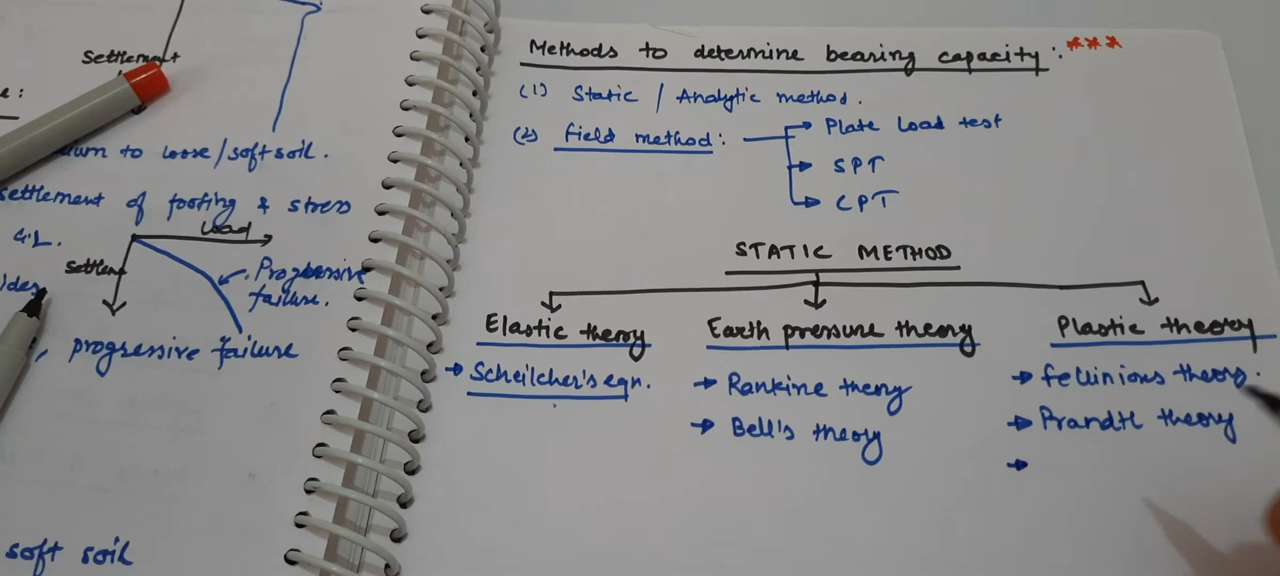 Settlement
e :
to loose/soft soil.
settlement of footing & stress
G.L.
Load
Settlem
Progressive
failure.
, progressive failure
soft soil
Methods to determine bearing capacity : ***
(1) Static / Analytic method.
(2) field method : → Plate Load test
→ SPT
→ CPT
STATIC METHOD
Elastic theory
→ Scheilcher's eqn.
Earth pressure theory
→ Rankine theory
→ Bell's theory
Plastic theory
→ fellinious theory.
→ Prandtl theory
→